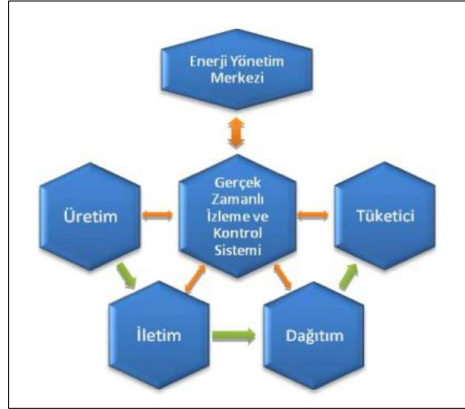 Enerji Yönetim
Merkezi
Üretim
Gerçek
Zamanlı
İzleme ve
Kontrol
Sistemi
Tüketici
İletim
Dağıtım